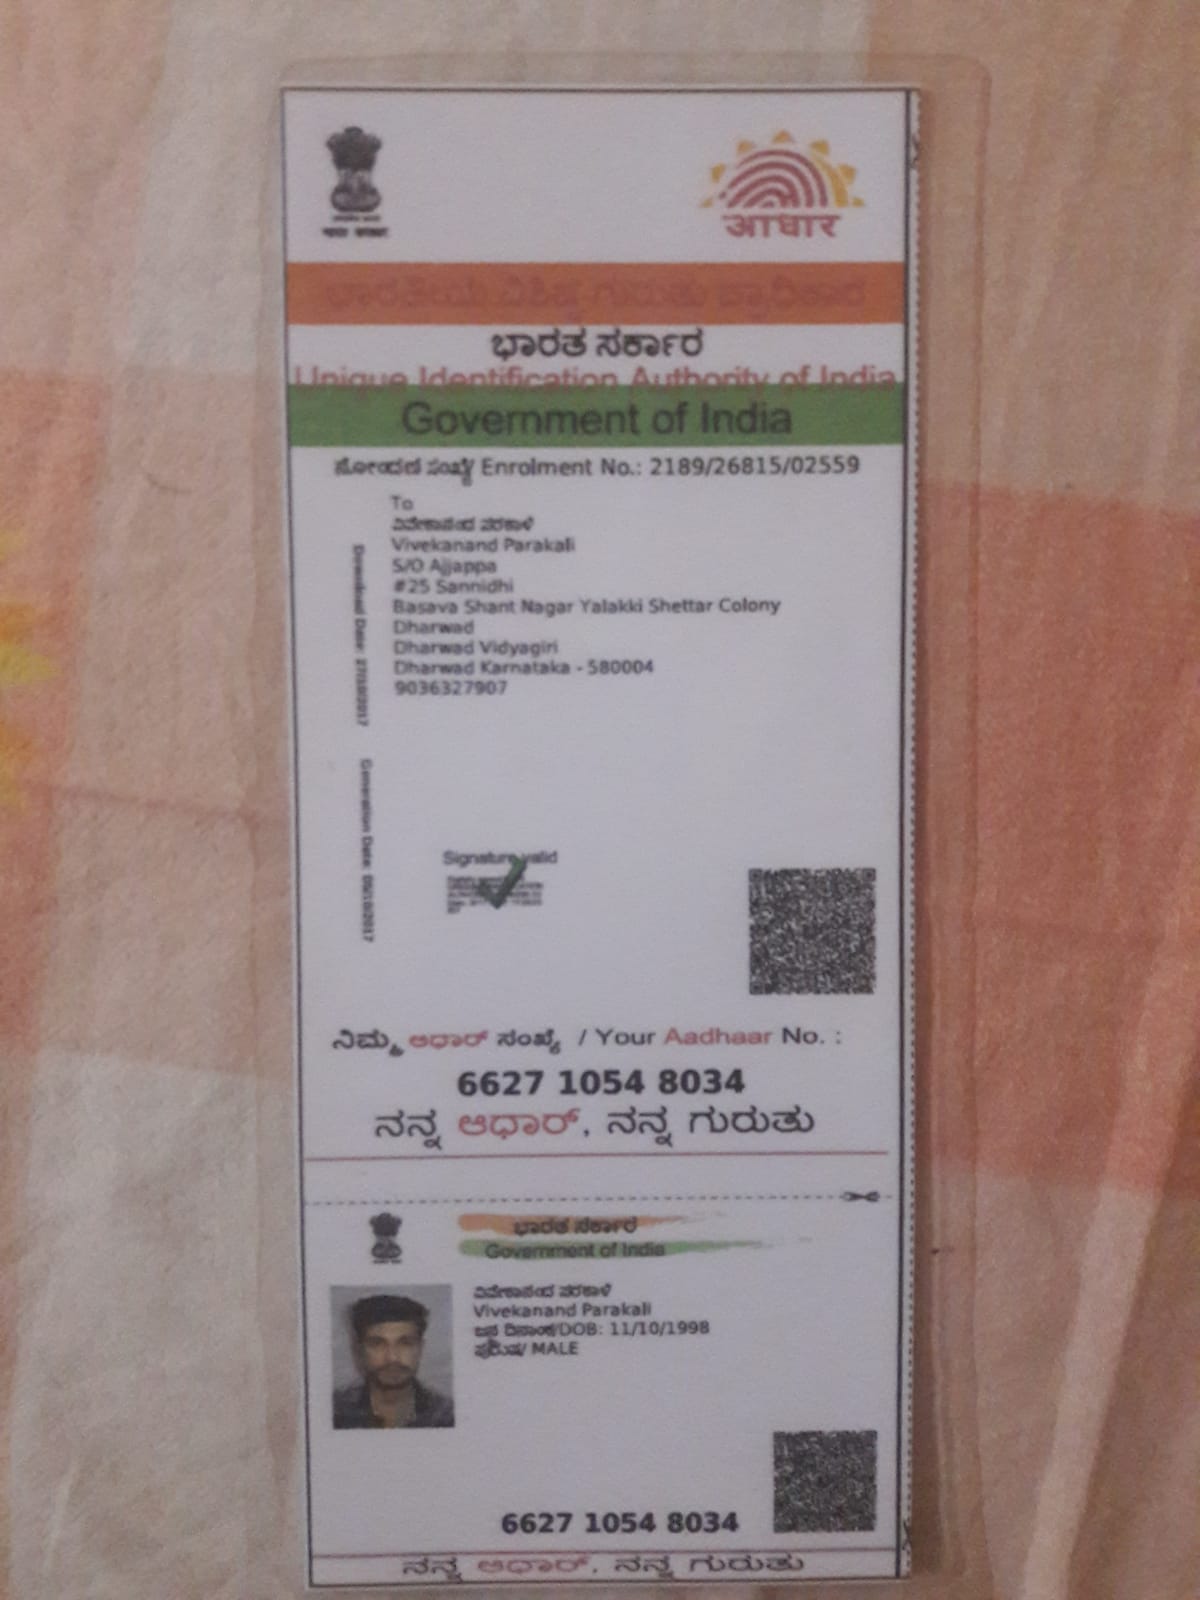 आधार
ಭಾರತೀಯ ವಿಶಿಷ್ಟ ಗುರುತು ಪ್ರಾಧಿಕಾರ
ಭಾರತ ಸರ್ಕಾರ
Unique Identification Authority of India
Government of India
ನೋಂದಣಿ ಸಂಖ್ಯೆ/ Enrolment No.: 2189/26815/02559
To
ವಿವೇಕಾನಂದ ಪರಕಾಳಿ
Vivekanand Parakali
S/O Ajjappa
#25 Sannidhi
Basava Shant Nagar Yalakki Shettar Colony
Dharwad
Dharwad Vidyagiri
Dharwad Karnataka - 580004
9036327907
Download Date: 27/10/2017
Generation Date:
Signature valid
ನಿಮ್ಮ ಆಧಾರ್ ಸಂಖ್ಯೆ / Your Aadhaar No. :
6627 1054 8034
ನನ್ನ ಆಧಾರ್, ನನ್ನ ಗುರುತು
ಭಾರತ ಸರ್ಕಾರ
Government of India
ವಿವೇಕಾನಂದ ಪರಕಾಳಿ
Vivekanand Parakali
ಜನ್ಮ ದಿನಾಂಕ/DOB: 11/10/1998
ಪುರುಷ/ MALE
6627 1054 8034
ನನ್ನ ಆಧಾರ್, ನನ್ನ ಗುರುತು